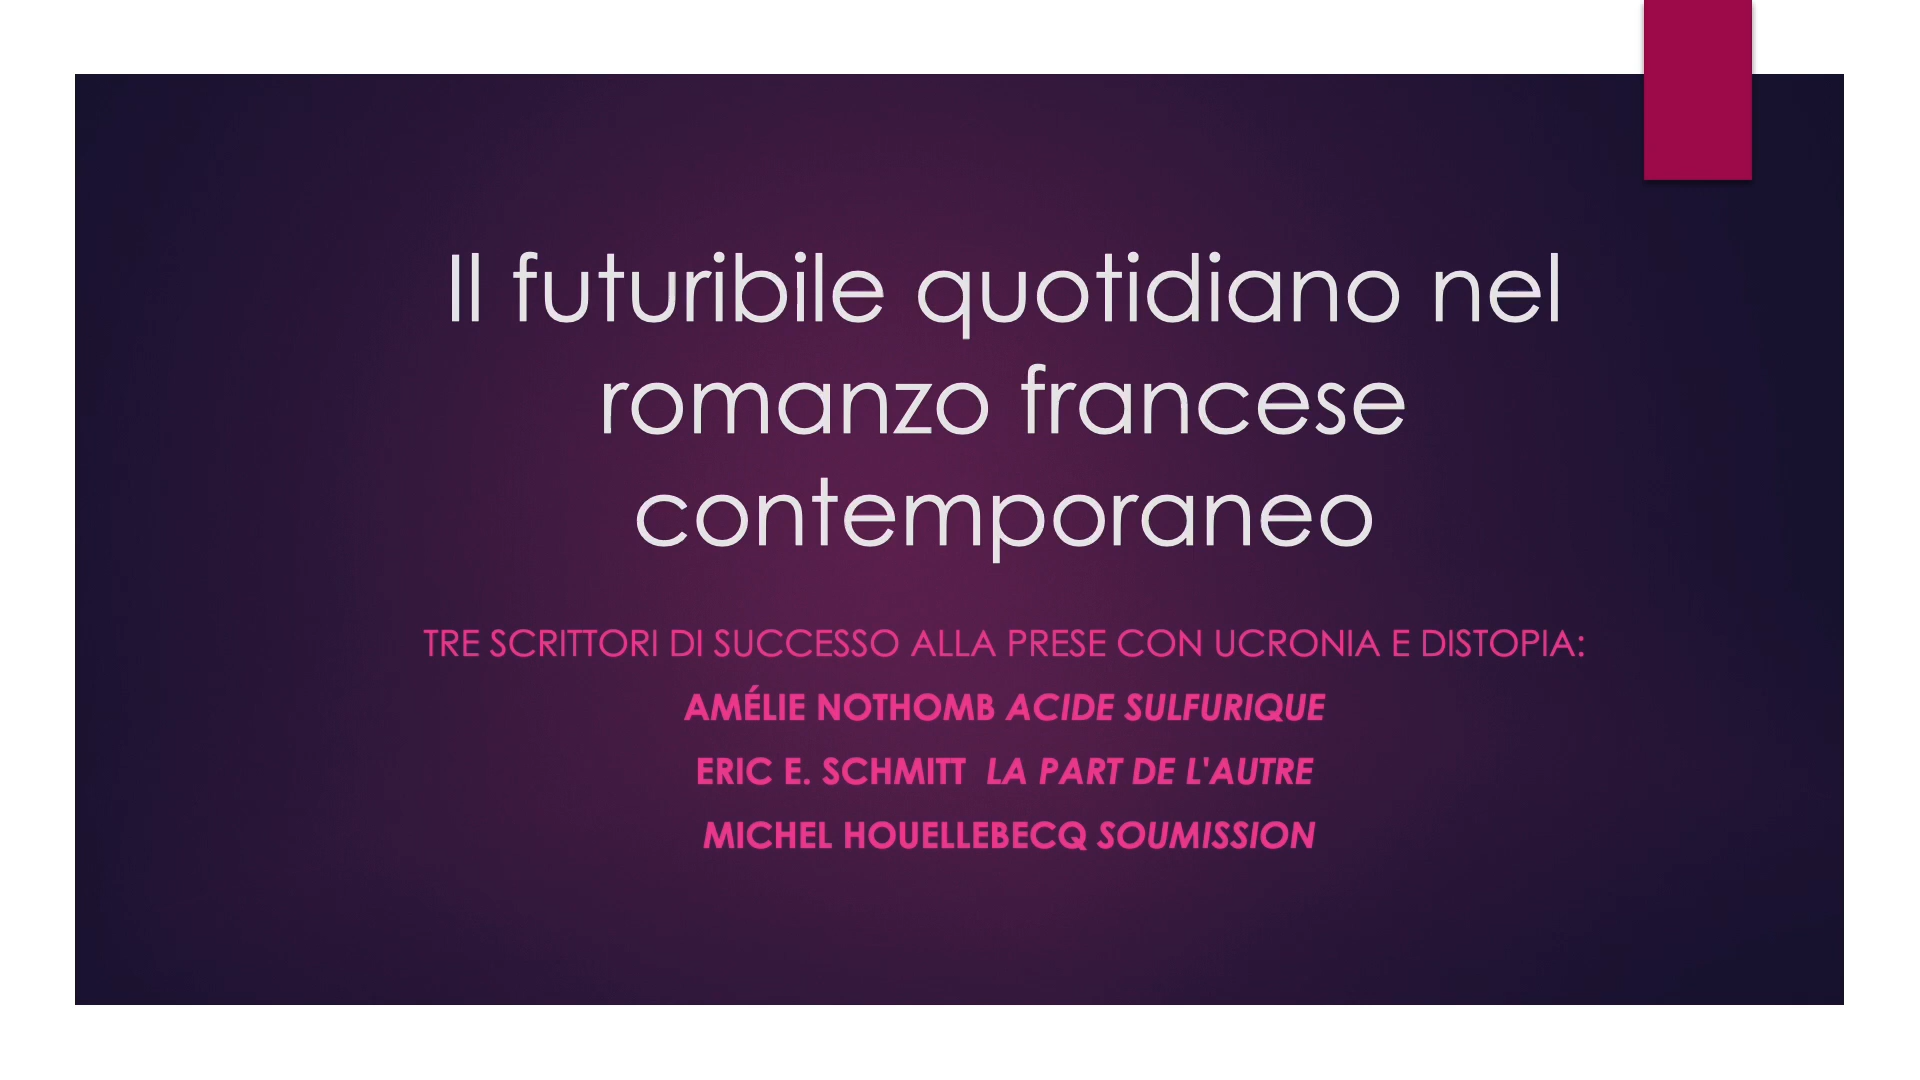 Il futuribile quotidiano nel
romanzo francese
contemporaneo
TRE SCRITTORI DI SUCCESSO ALLA PRESE CON UCRONIA E DISTOPIA:
AMÉLIE NOTHOMB ACIDE SULFURIQUE
ERIC E. SCHMITT LA PART DE L'AUTRE
MICHEL HOUELLEBECQ SOUMISSION